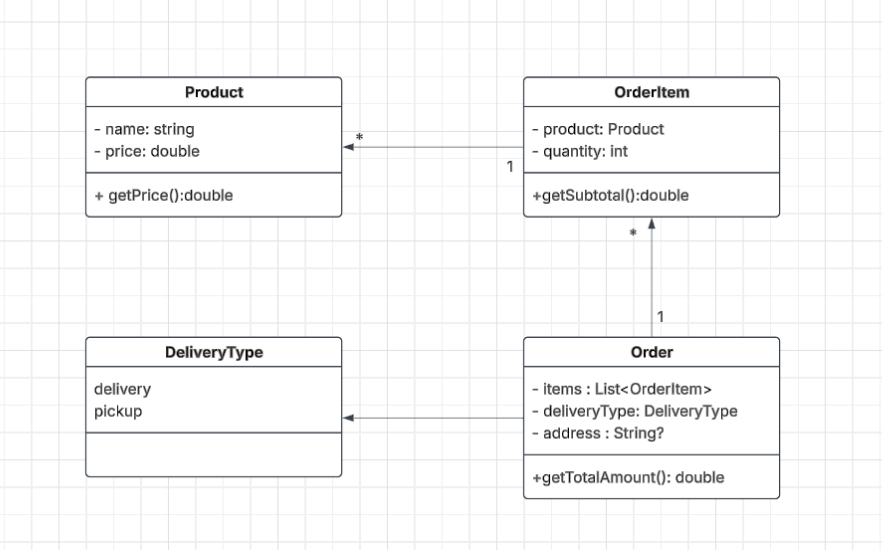 Product
- name: string
- price: double
+ getPrice():double
*
1
OrderItem
- product: Product
- quantity: int
+getSubtotal():double
*
1
DeliveryType
delivery
pickup
Order
- items : List<OrderItem>
- deliveryType: DeliveryType
- address : String?
+getTotalAmount(): double